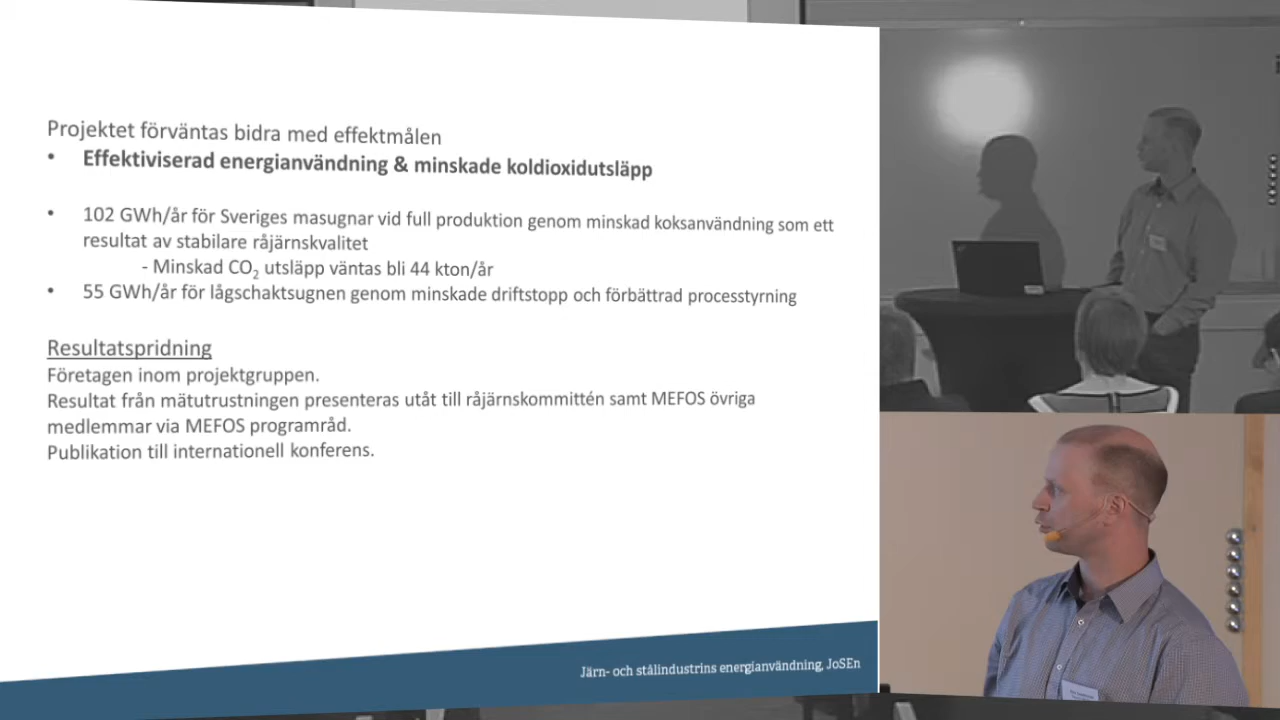 Projektet förväntas bidra med effektmålen
• Effektiviserad energianvändning & minskade koldioxidutsläpp
• 102 GWh/år för Sveriges masugnar vid full produktion genom minskad koksanvändning som ett
resultat av stabilare råjärnskvalitet
- Minskad CO2 utsläpp väntas bli 44 kton/år
• 55 GWh/år för lågschaktsugnen genom minskade driftstopp och förbättrad processtyrning
Resultatspridning
Företagen inom projektgruppen.
Resultat från mätutrustningen presenteras utåt till råjärnskommittén samt MEFOS övriga
medlemmar via MEFOS programråd.
Publikation till internationell konferens.
Järn- och stålindustrins energianvändning, JoSEn